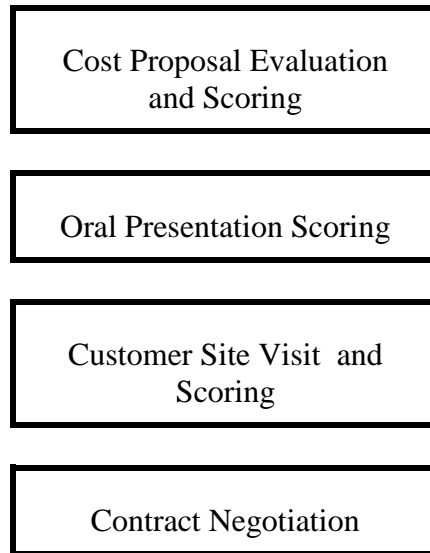 Cost Proposal Evaluation
and Scoring
Oral Presentation Scoring
Customer Site Visit and
Scoring
Contract Negotiation